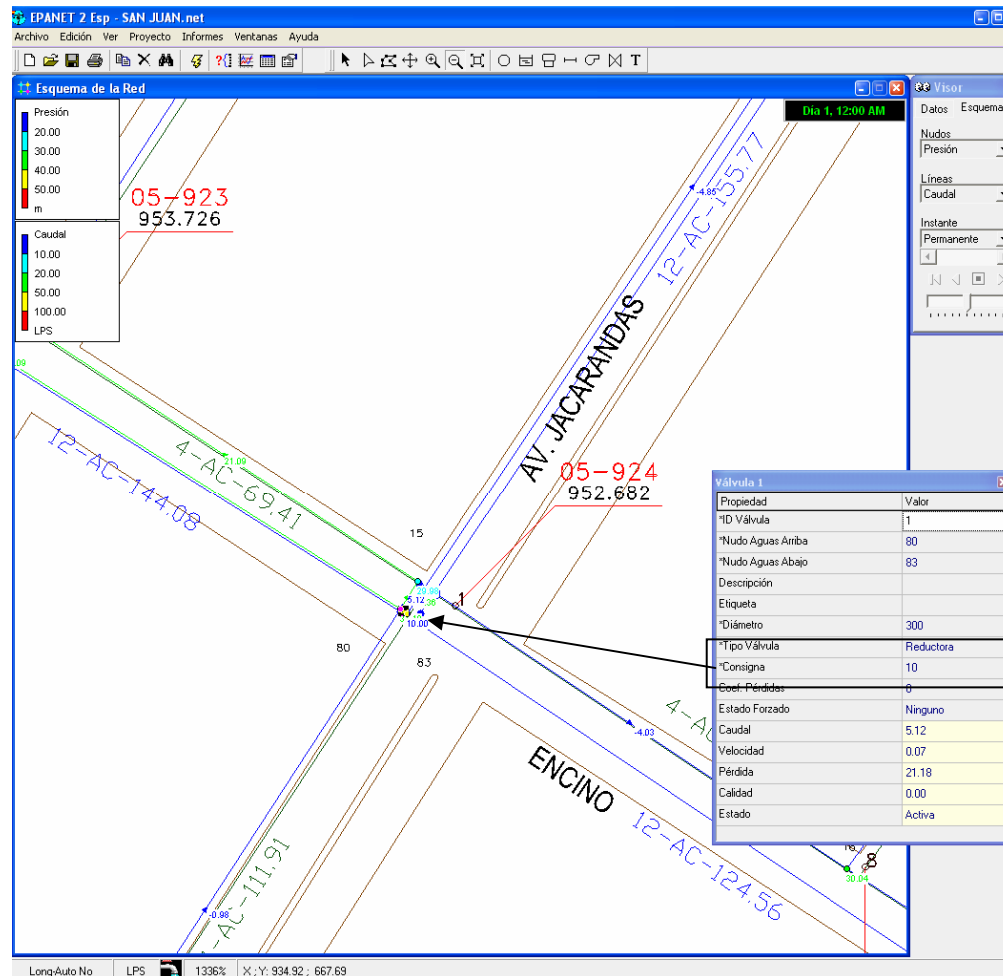 EPANET 2 Esp - SAN JUAN.net
Archivo Edición Ver Proyecto Informes Ventanas Ayuda
T
Esquema de la Red
Día 1, 12:00 AM
Presión
20.00
30.00
40.00
50.00
m
Caudal
10.00
20.00
50.00
100.00
LPS
Visor
Datos Esquema
Nudos
Presión
Líneas
Caudal
Instante
Permanente
05-923
953.726
-4.85
12-AC-155.77
AV. JACARANDAS
21.09
4-AC-69.41
12-AC-144.08
05-924
952.682
15
5.12
10.00
1
80
83
-4.03
ENCINO
12-AC-124.56
-0.98
-AC-111.91
30.04
8
Válvula 1
Propiedad Valor
*ID Válvula 1
*Nudo Aguas Arriba 80
*Nudo Aguas Abajo 83
Descripción
Etiqueta
*Diámetro 300
*Tipo Válvula Reductora
*Consigna 10
Coef. Pérdidas 0
Estado Forzado Ninguno
Caudal 5.12
Velocidad 0.07
Pérdida 21.18
Calidad 0.00
Estado Activa
Long-Auto No LPS 1336% X ; Y: 934.92 ; 667.69